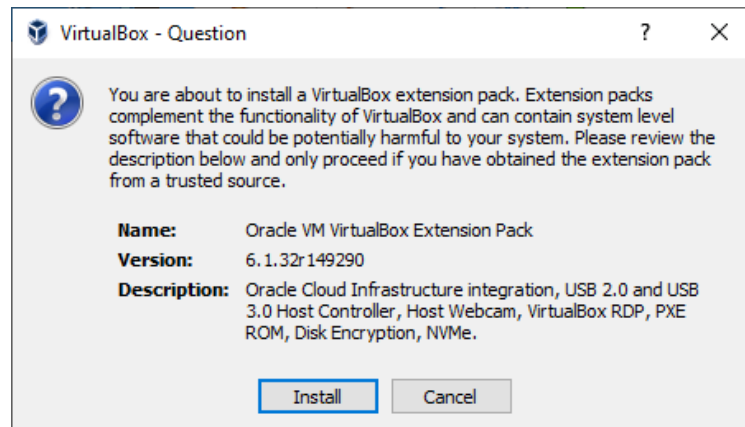 VirtualBox - Question
You are about to install a VirtualBox extension pack. Extension packs
complement the functionality of VirtualBox and can contain system level
software that could be potentially harmful to your system. Please review the
description below and only proceed if you have obtained the extension pack
from a trusted source.
Name: Oracle VM VirtualBox Extension Pack
Version: 6.1.32r149290
Description: Oracle Cloud Infrastructure integration, USB 2.0 and USB
3.0 Host Controller, Host Webcam, VirtualBox RDP, PXE
ROM, Disk Encryption, NVMe.
Install Cancel